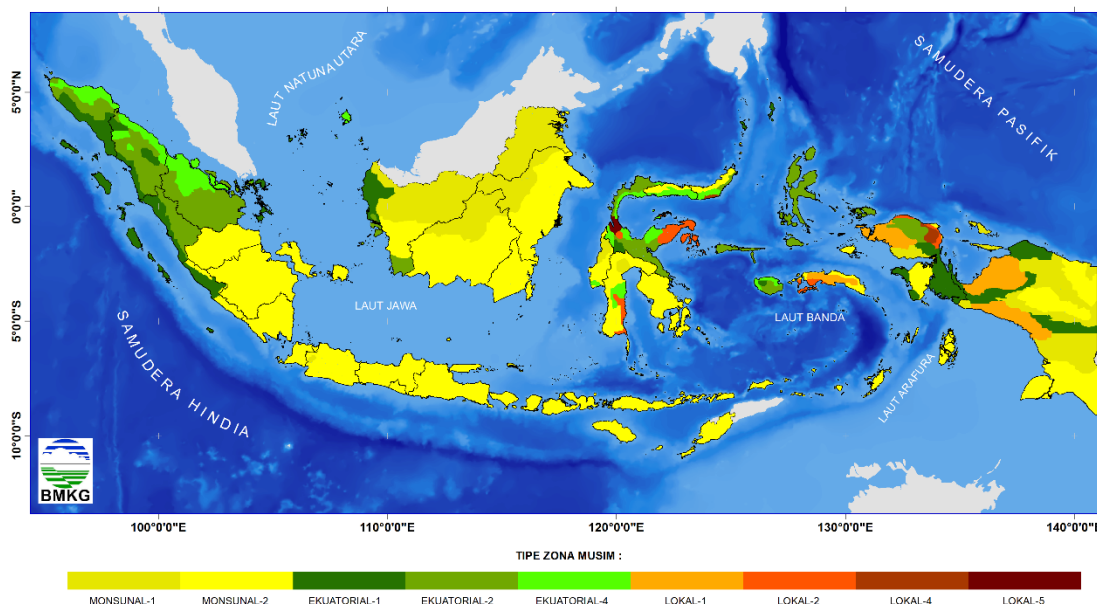 LAUT NATUNA UTARA
SAMUDERA PASIFIK
LAUT JAWA
LAUT BANDA
LAUT ARAFURA
SAMUDERA HINDIA
BMKG
5°0'0"N
0°0'0"
5°0'0"S
10°0'0"S
100°0'0"E 110°0'0"E 120°0'0"E 130°0'0"E 140°0'0"E
TIPE ZONA MUSIM :
MONSUNAL-1 MONSUNAL-2 EKUATORIAL-1 EKUATORIAL-2 EKUATORIAL-4 LOKAL-1 LOKAL-2 LOKAL-4 LOKAL-5